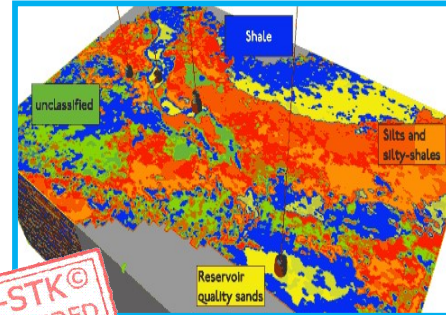 Shale
unclassified
Silts and
silty-shales
Reservoir
quality sands
-STK©